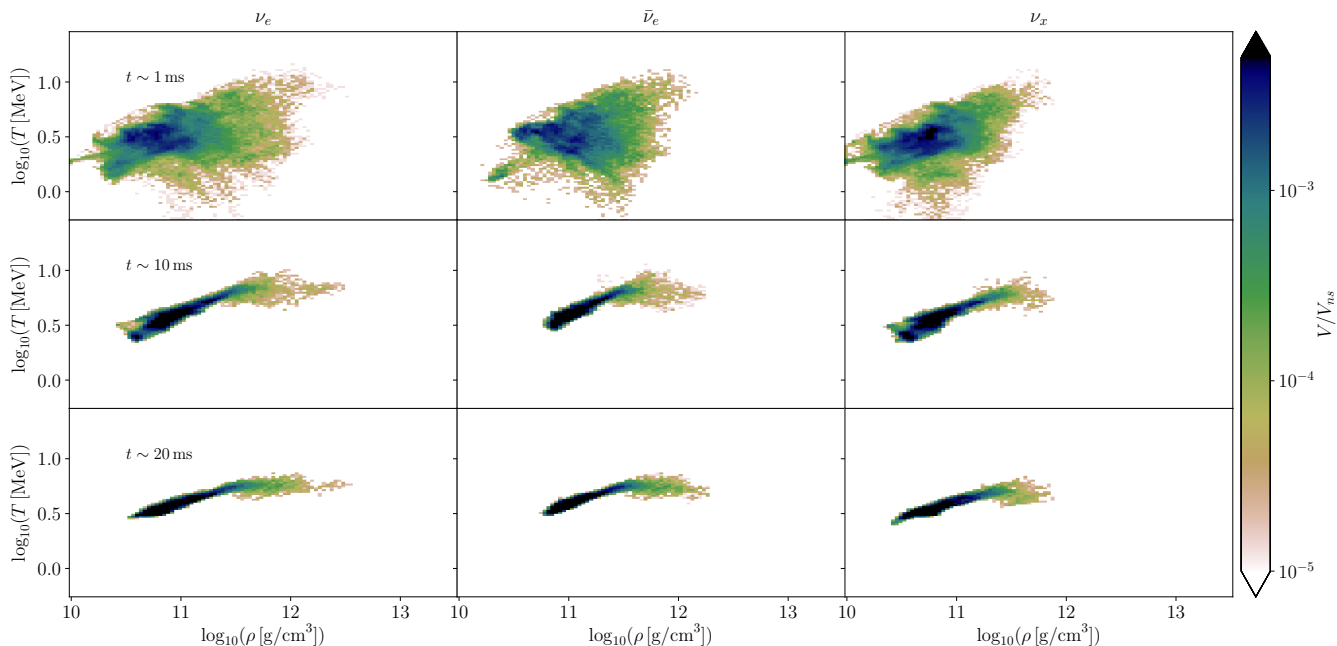 ν_e    ν̄_e    ν_x
t ∼ 1 ms
log₁₀(T [MeV])
1.0
0.5
0.0
t ∼ 10 ms
log₁₀(T [MeV])
1.0
0.5
0.0
t ∼ 20 ms
log₁₀(T [MeV])
1.0
0.5
0.0
10 11 12 13    10 11 12 13    10 11 12 13
log₁₀(ρ [g/cm³])    log₁₀(ρ [g/cm³])    log₁₀(ρ [g/cm³])
10⁻³
10⁻⁴
10⁻⁵
V/V_ns